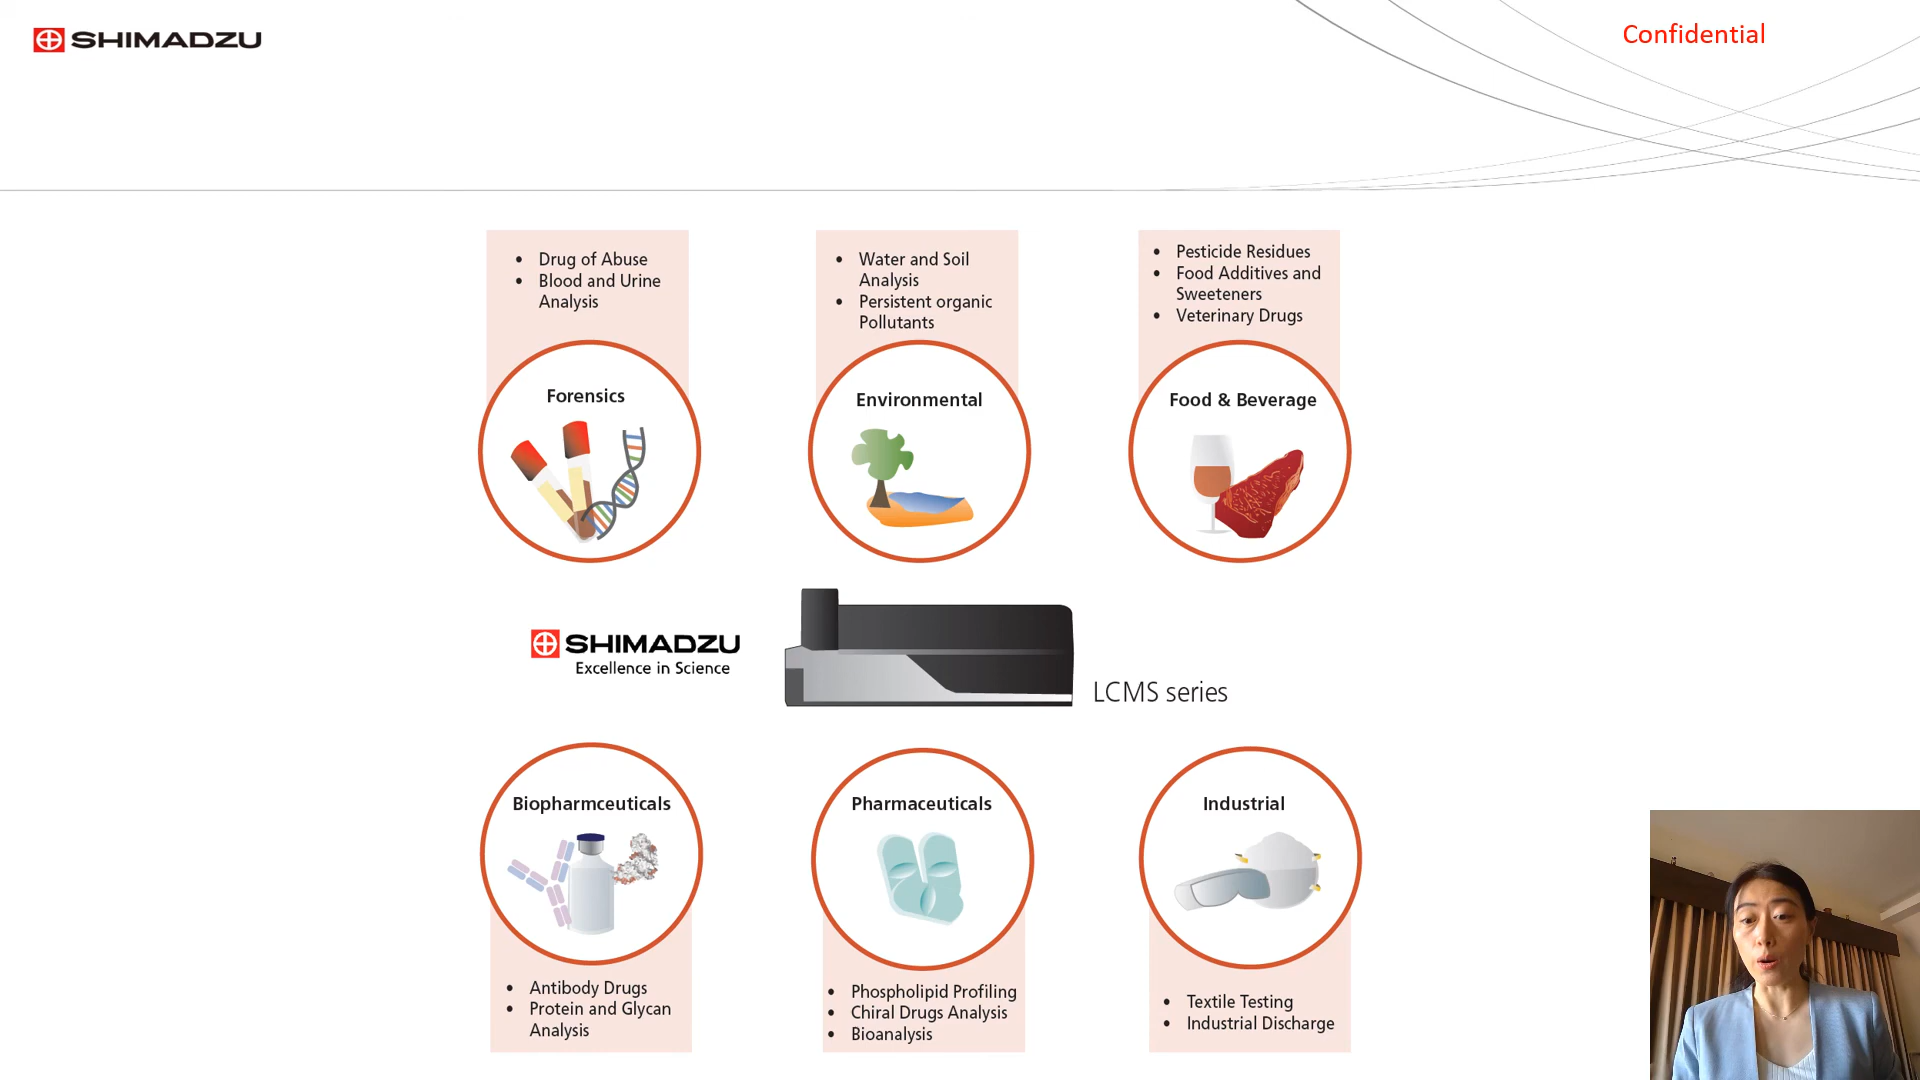 SHIMADZU
Confidential
• Drug of Abuse
• Blood and Urine
Analysis
• Water and Soil
Analysis
• Persistent organic
Pollutants
• Pesticide Residues
• Food Additives and
Sweeteners
• Veterinary Drugs
Forensics
Environmental
Food & Beverage
SHIMADZU
Excellence in Science
LCMS series
Biopharmceuticals
Pharmaceuticals
Industrial
• Antibody Drugs
• Protein and Glycan
Analysis
• Phospholipid Profiling
• Chiral Drugs Analysis
• Bioanalysis
• Textile Testing
• Industrial Discharge